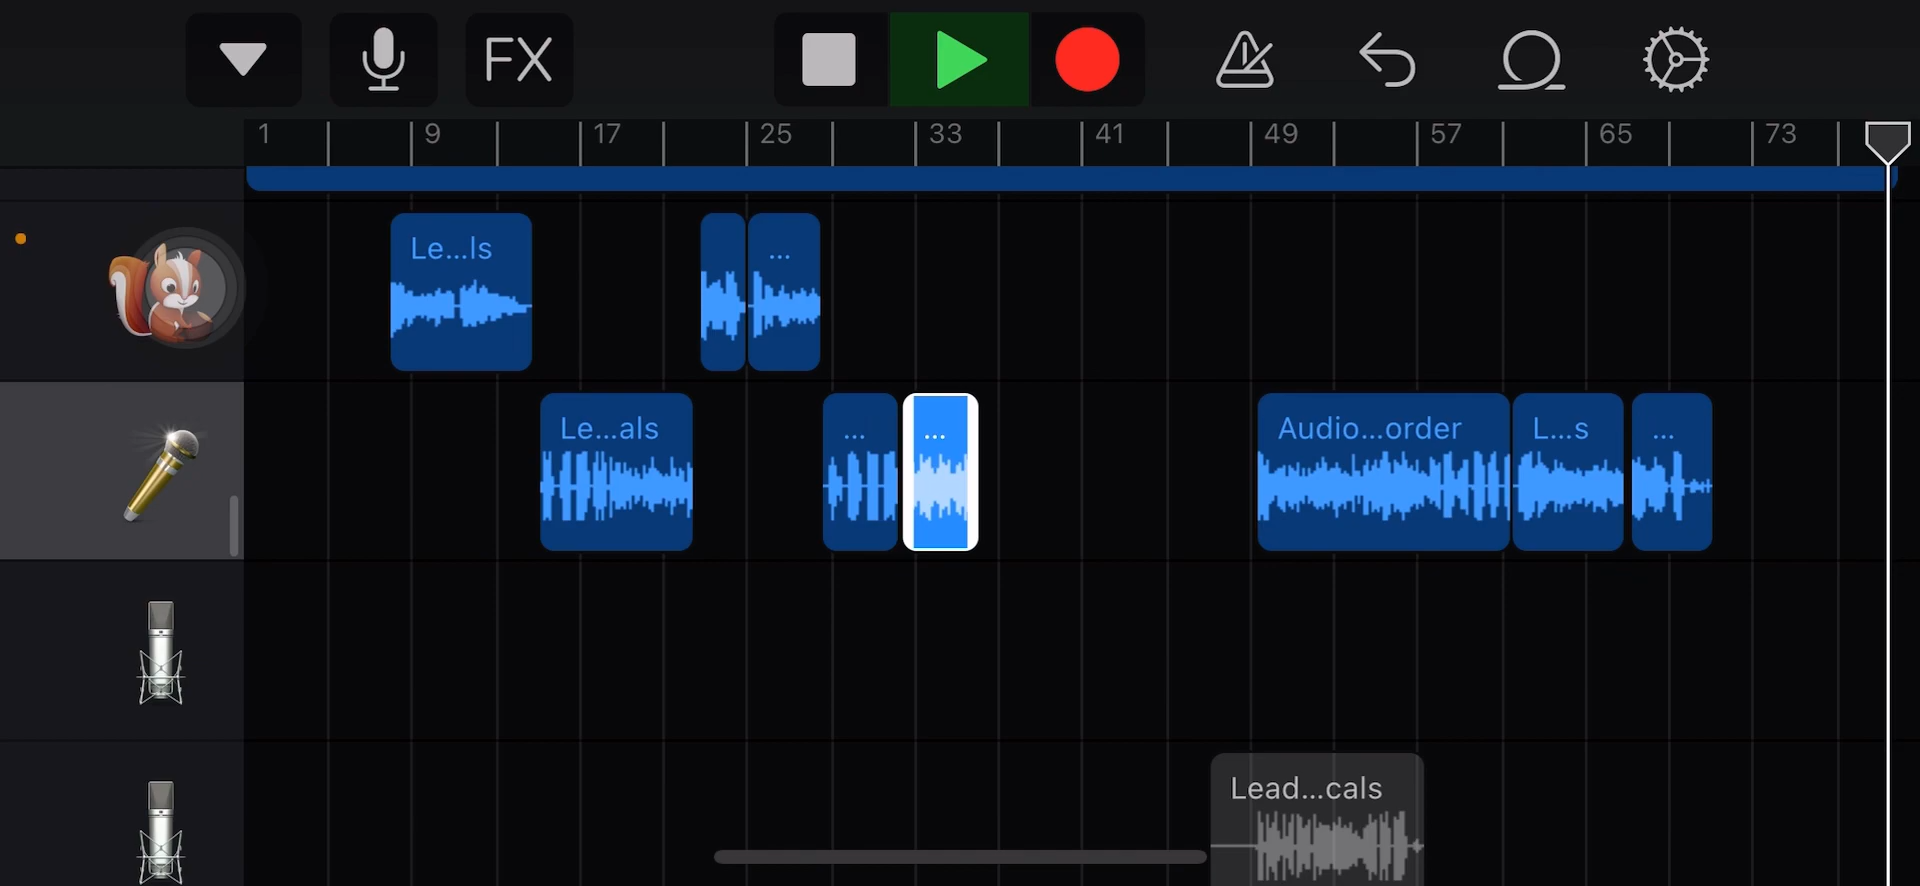 FX
1 9 17 25 33 41 49 57 65 73
Le...ls
...
Le...als
...
...
Audio...order
L...s
...
Lead...cals